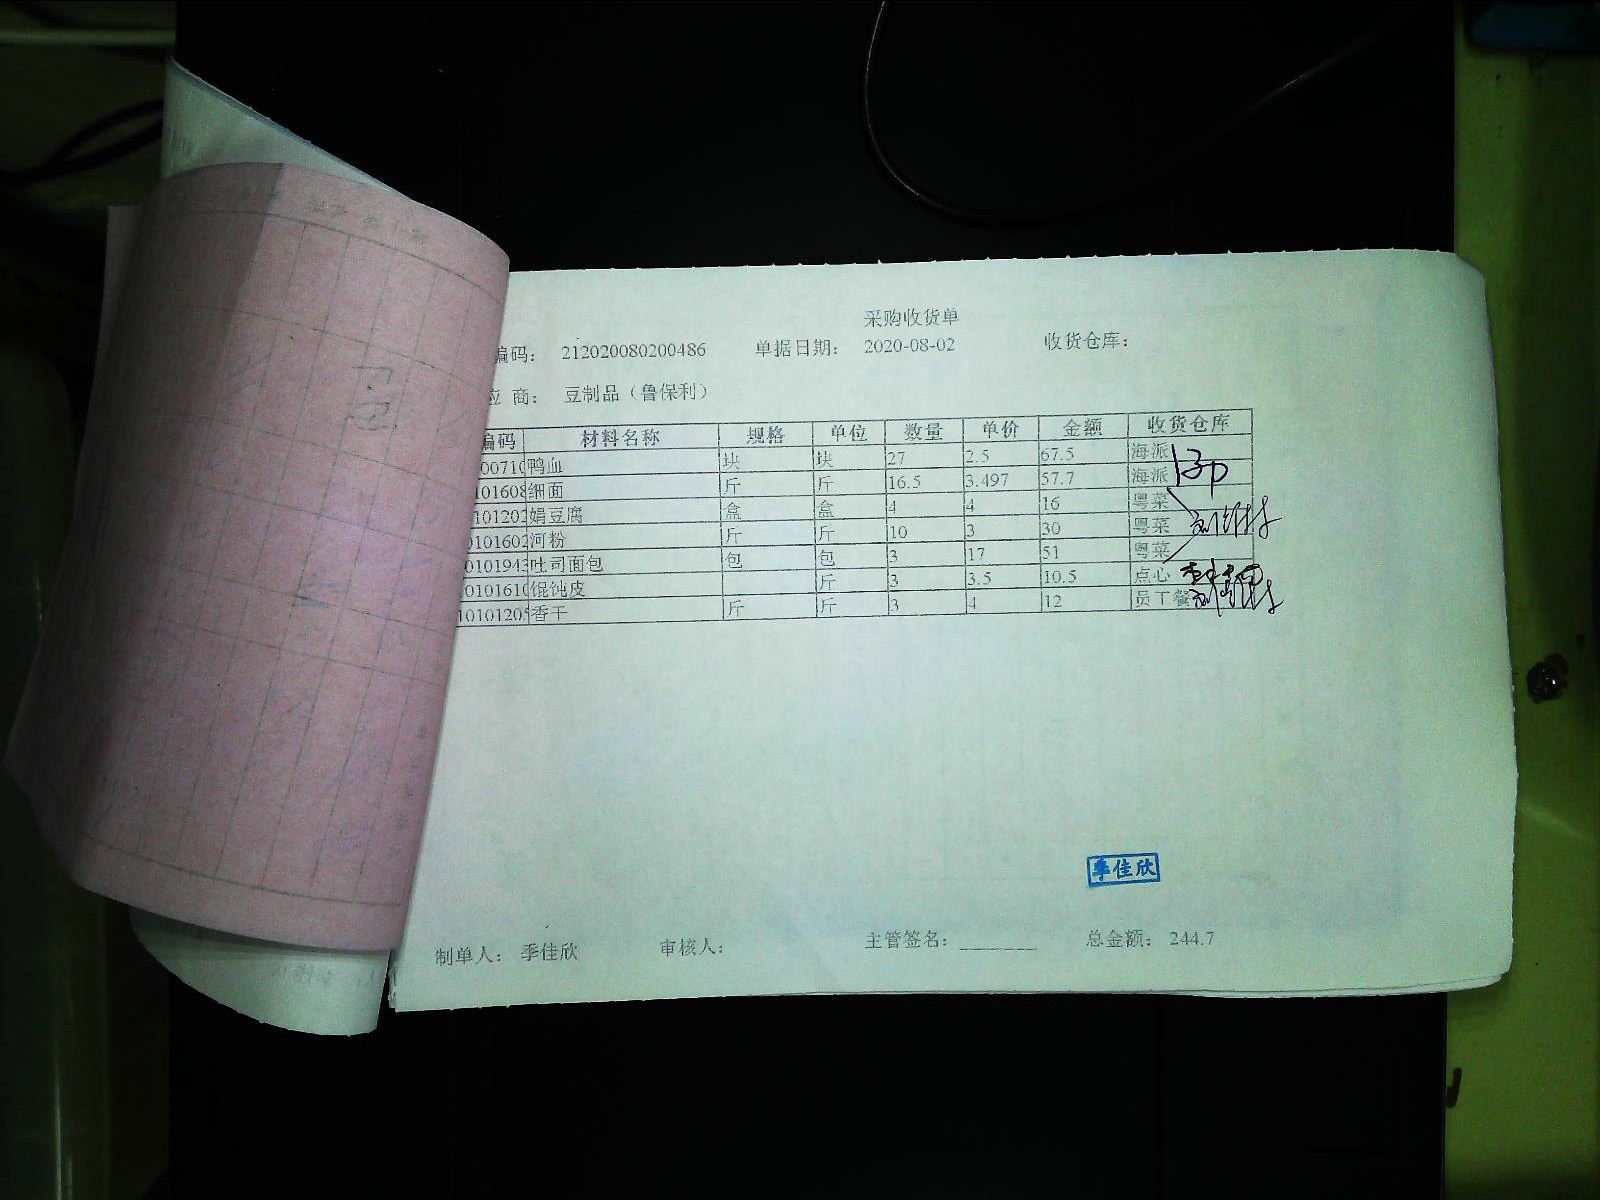 采购收货单
编码： 212020080200486 单据日期： 2020-08-02 收货仓库：
应 商： 豆制品（鲁保利）
编码 材料名称 规格 单位 数量 单价 金额 收货仓库
鸭血 块 块 27 2.5 67.5 海派
细面 斤 斤 16.5 3.497 57.7 海派
娟豆腐 盒 盒 4 4 16 粤菜
河粉 斤 斤 10 3 30 粤菜
吐司面包 包 包 3 17 51 粤菜
馄饨皮 斤 3 3.5 10.5 点心
香干 斤 斤 3 4 12 员工餐
季佳欣
制单人： 季佳欣 审核人： 主管签名：________ 总金额： 244.7